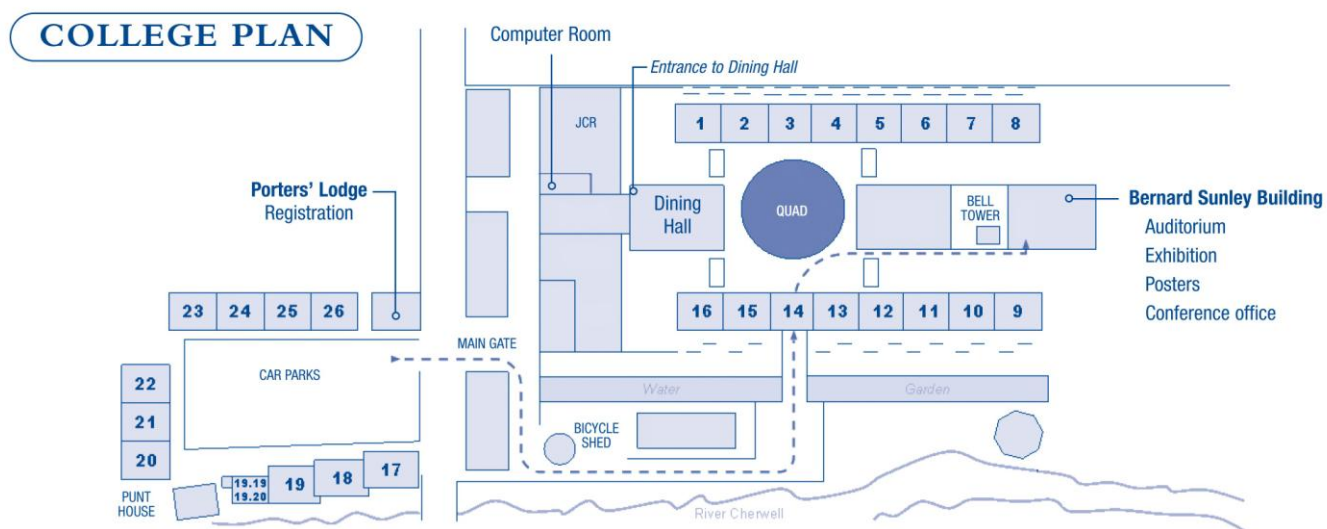 COLLEGE PLAN
Computer Room
Entrance to Dining Hall
JCR
1 2 3 4 5 6 7 8
Porters' Lodge
Registration
Dining
Hall
QUAD
BELL
TOWER
Bernard Sunley Building
Auditorium
Exhibition
Posters
Conference office
23 24 25 26
16 15 14 13 12 11 10 9
MAIN GATE
CAR PARKS
22
21
20
Water
Garden
BICYCLE
SHED
19.19
19.20
19
18
17
PUNT
HOUSE
River Cherwell